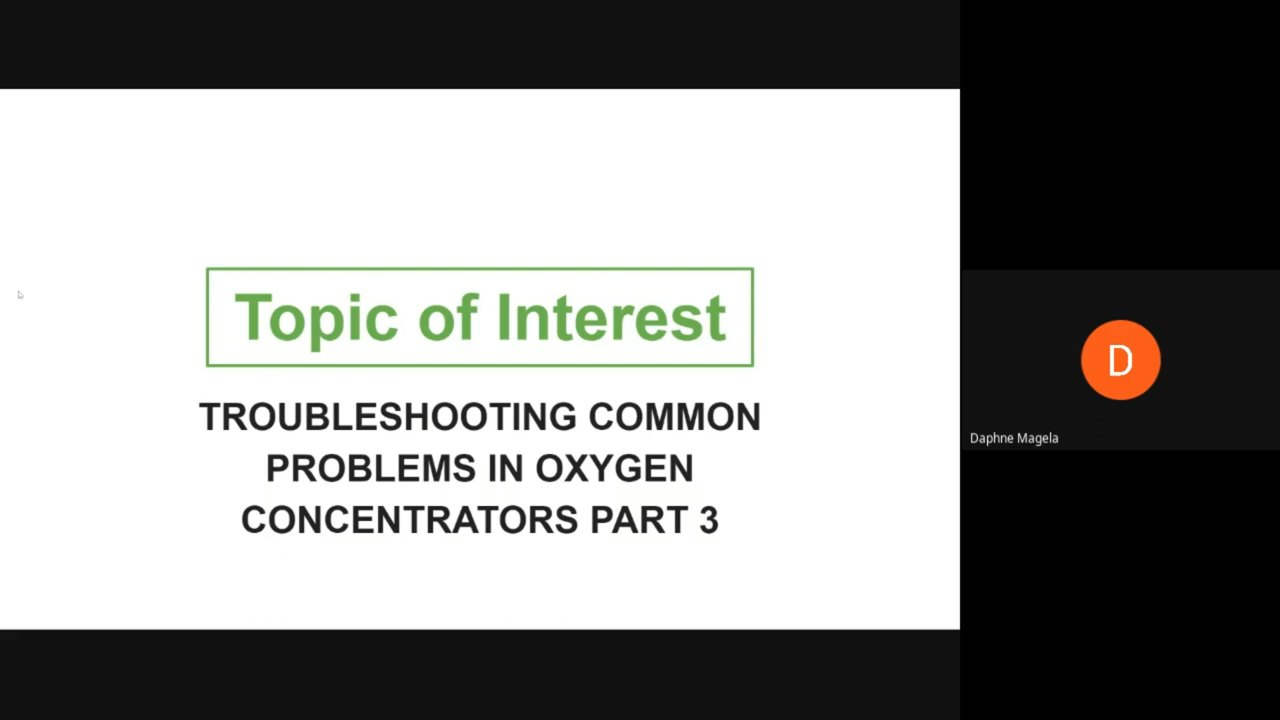 Topic of Interest
TROUBLESHOOTING COMMON
PROBLEMS IN OXYGEN
CONCENTRATORS PART 3
D
Daphne Magela